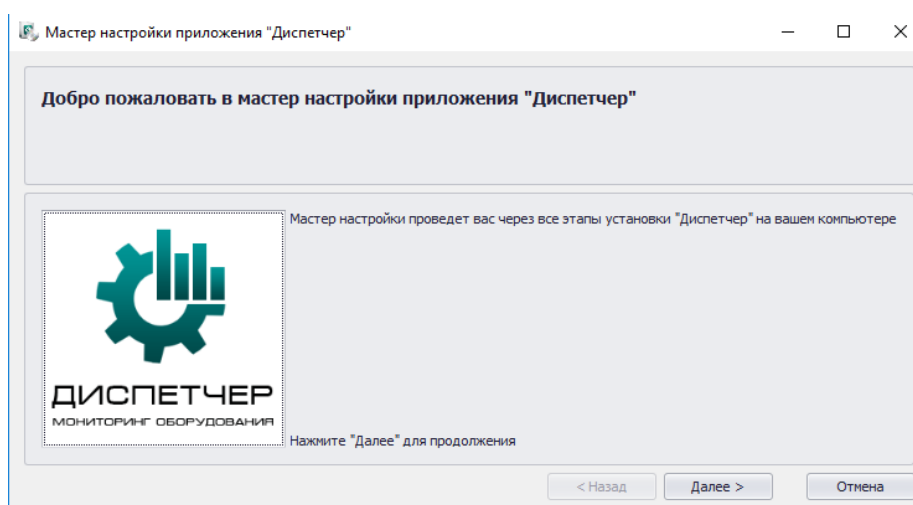 Мастер настройки приложения "Диспетчер"
Добро пожаловать в мастер настройки приложения "Диспетчер"
Мастер настройки проведет вас через все этапы установки "Диспетчер" на вашем компьютере
ДИСПЕТЧЕР
МОНИТОРИНГ ОБОРУДОВАНИЯ
Нажмите "Далее" для продолжения
< Назад
Далее >
Отмена